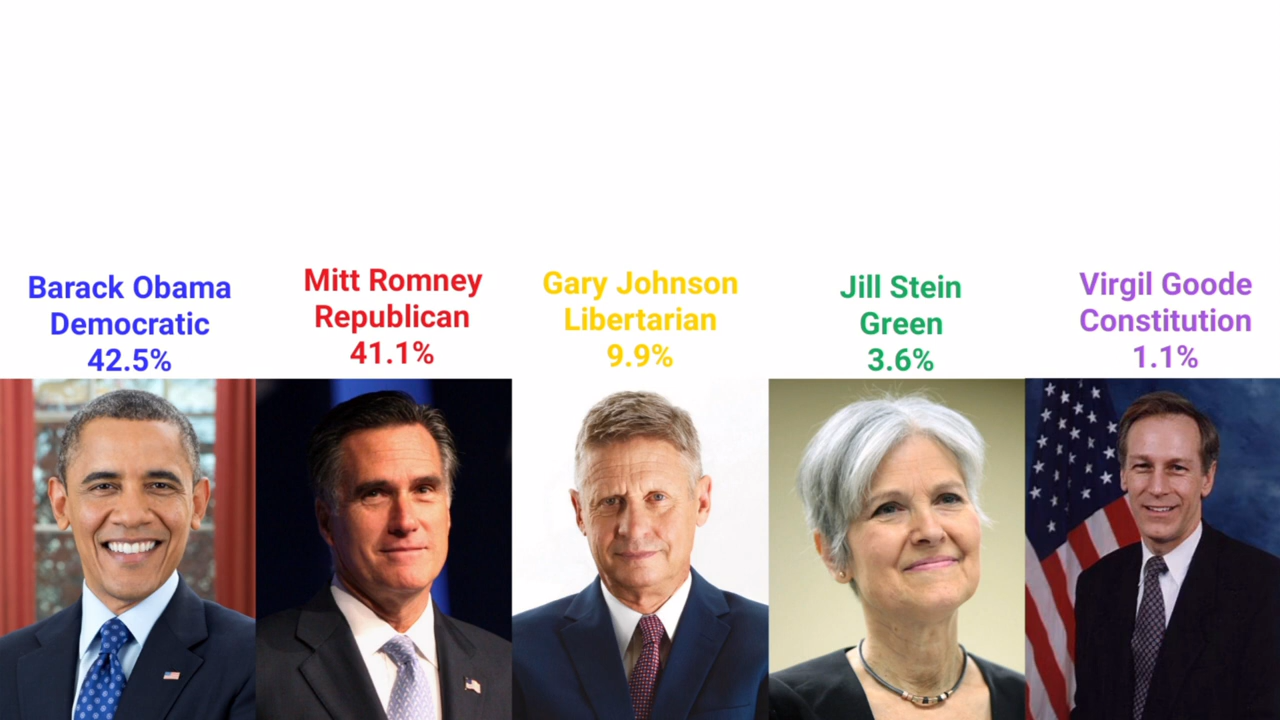 Barack Obama
Democratic
42.5%
Mitt Romney
Republican
41.1%
Gary Johnson
Libertarian
9.9%
Jill Stein
Green
3.6%
Virgil Goode
Constitution
1.1%